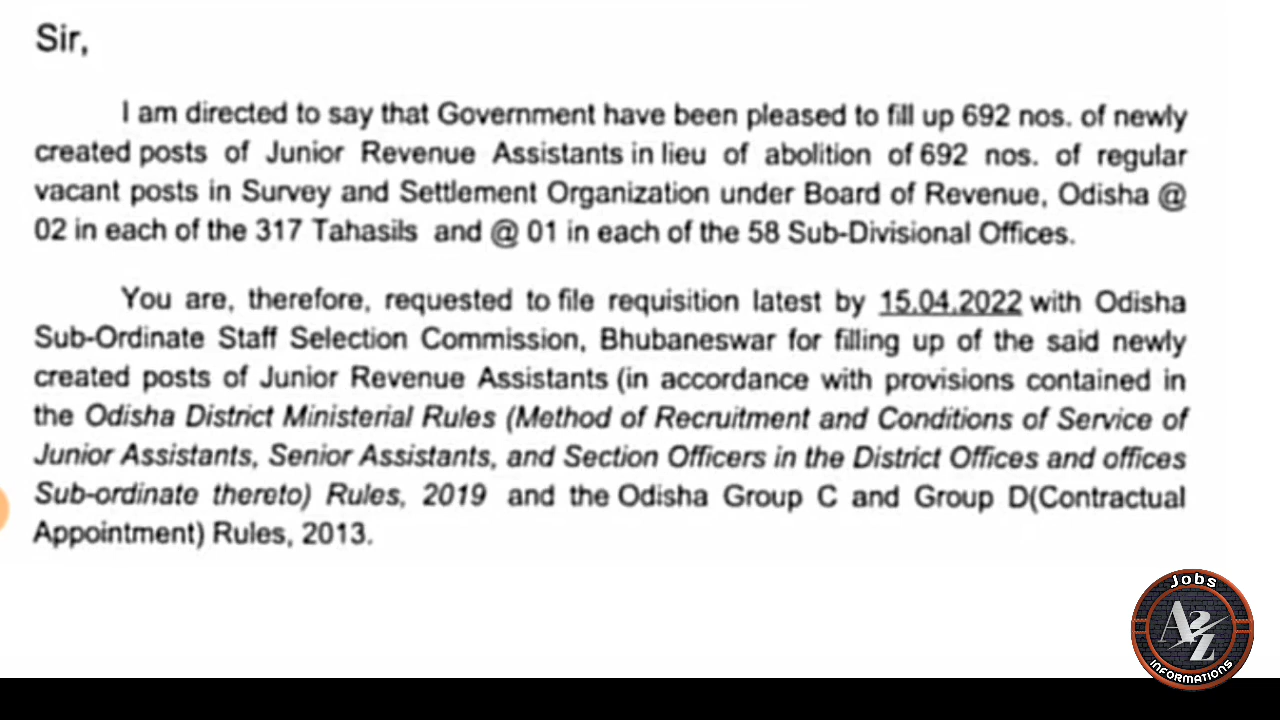 Sir,
I am directed to say that Government have been pleased to fill up 692 nos. of newly
created posts of Junior Revenue Assistants in lieu of abolition of 692 nos. of regular
vacant posts in Survey and Settlement Organization under Board of Revenue, Odisha @
02 in each of the 317 Tahasils and @ 01 in each of the 58 Sub-Divisional Offices.
You are, therefore, requested to file requisition latest by 15.04.2022 with Odisha
Sub-Ordinate Staff Selection Commission, Bhubaneswar for filling up of the said newly
created posts of Junior Revenue Assistants (in accordance with provisions contained in
the Odisha District Ministerial Rules (Method of Recruitment and Conditions of Service of
Junior Assistants, Senior Assistants, and Section Officers in the District Offices and offices
Sub-ordinate thereto) Rules, 2019 and the Odisha Group C and Group D(Contractual
Appointment) Rules, 2013.
Jobs
A2Z
INFORMATIONS